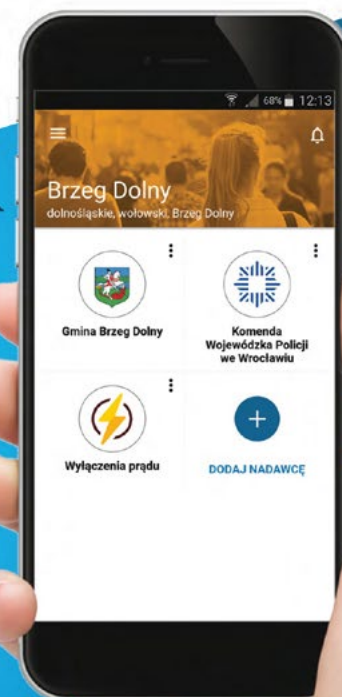 68% 12:13
Brzeg Dolny
dolnośląskie, wołowski, Brzeg Dolny
Gmina Brzeg Dolny
Komenda
Wojewódzka Policji
we Wrocławiu
Wyłączenia prądu
DODAJ NADAWCĘ